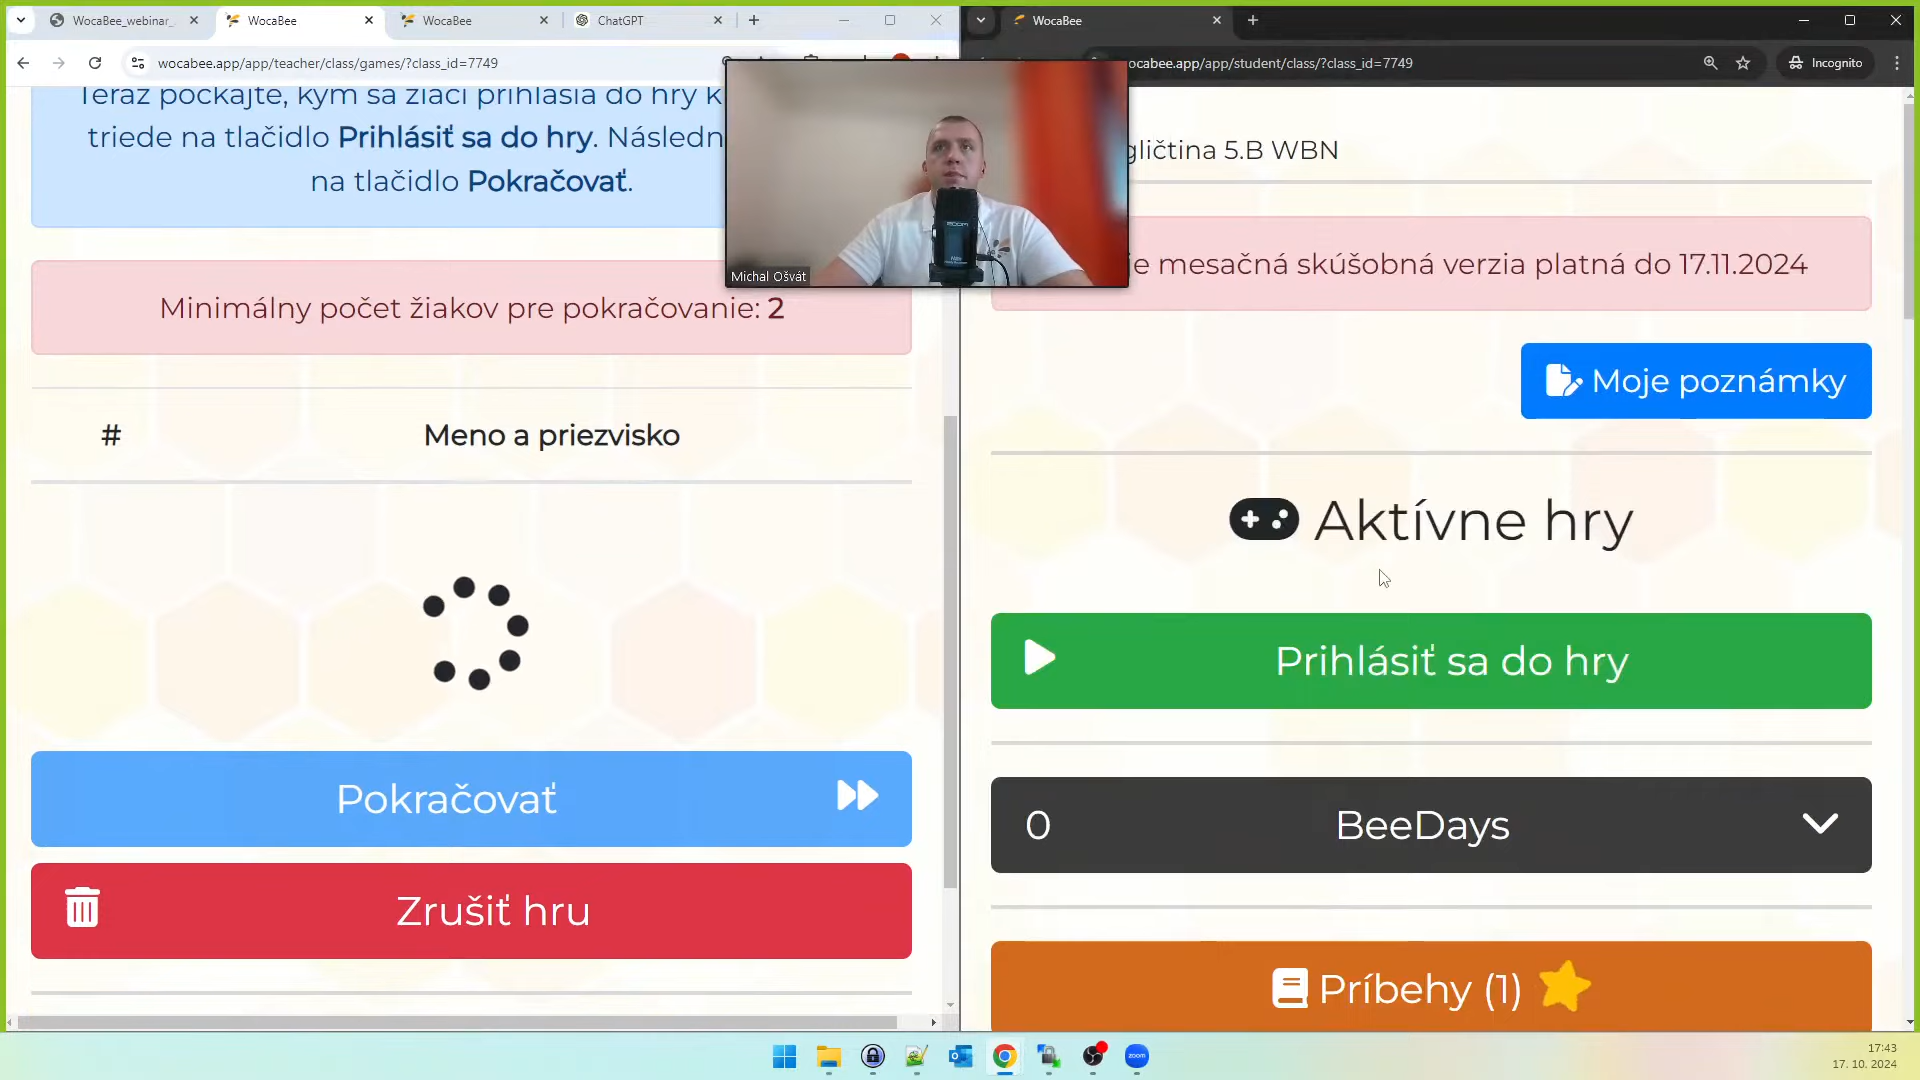 WocaBee_webinar_
WocaBee
WocaBee
ChatGPT
wocabee.app/app/teacher/class/games/?class_id=7749
Teraz počkajte, kým sa žiaci prihlásia do hry k
triede na tlačidlo Prihlásiť sa do hry. Následn
na tlačidlo Pokračovať.
Minimálny počet žiakov pre pokračovanie: 2
# Meno a priezvisko
Pokračovať
Zrušiť hru
Michal Ošvát
ZOOM
WocaBee
ocabee.app/app/student/class/?class_id=7749
Incognito
gličtina 5.B WBN
e mesačná skúšobná verzia platná do 17.11.2024
Moje poznámky
Aktívne hry
Prihlásiť sa do hry
0 BeeDays
Príbehy (1)
zoom
17:43
17. 10. 2024